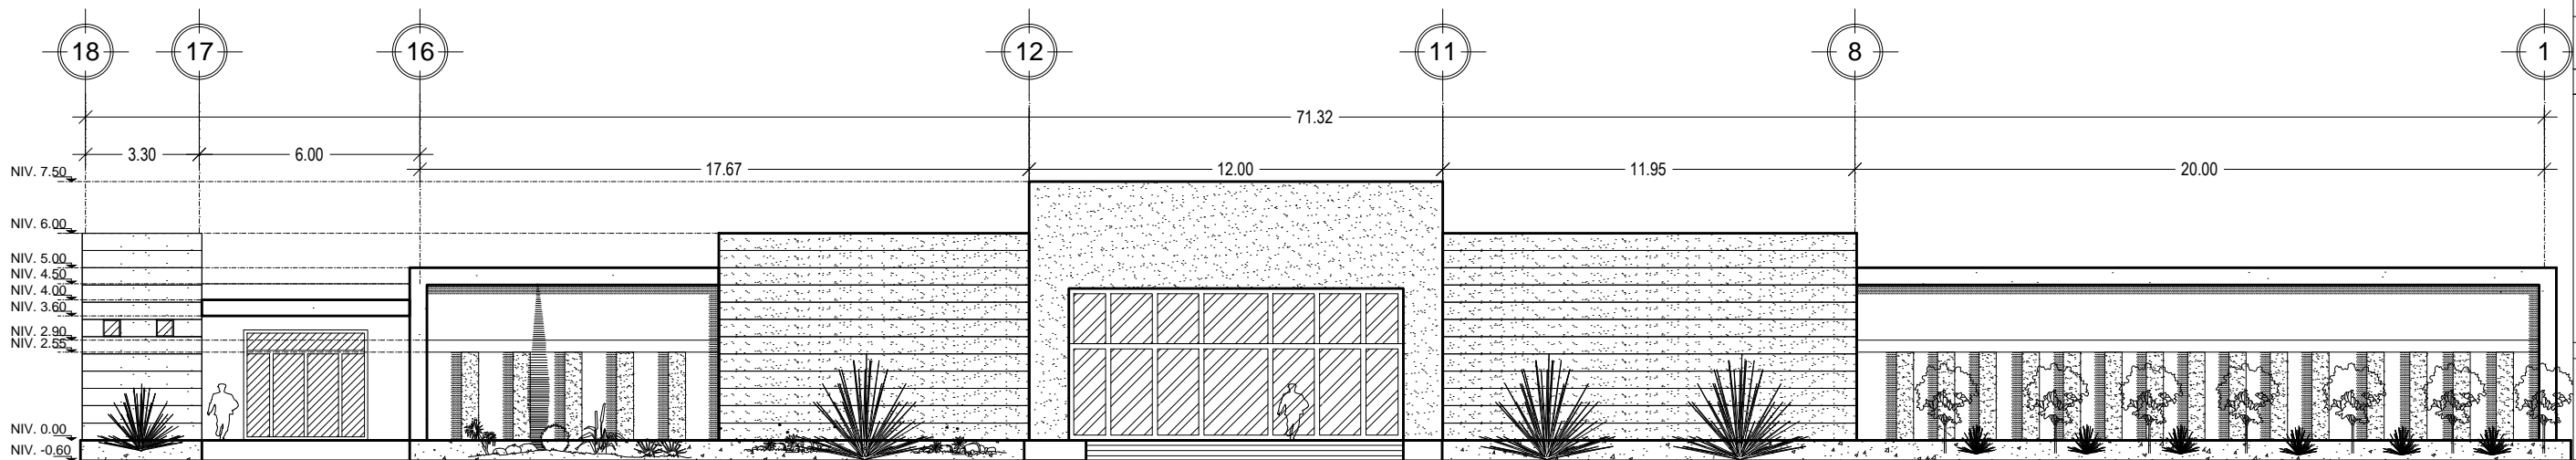 18 17 16 12 11 8 1
71.32
3.30 6.00
17.67 12.00 11.95 20.00
NIV. 7.50
NIV. 6.00
NIV. 5.00
NIV. 4.50
NIV. 4.00
NIV. 3.60
NIV. 2.90
NIV. 2.55
NIV. 0.00
NIV. -0.60